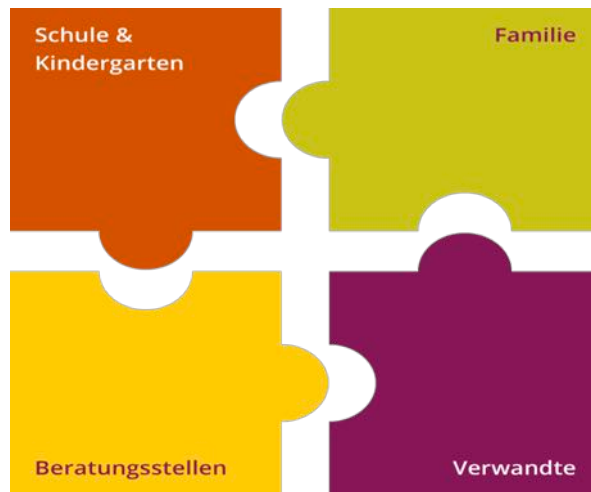 Schule &
Kindergarten
Familie
Beratungsstellen
Verwandte